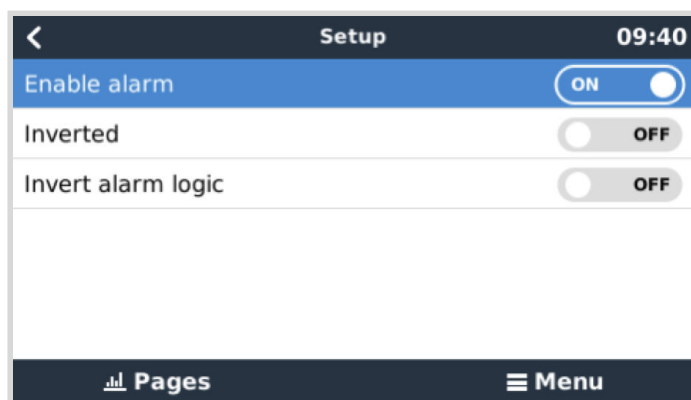 Setup 09:40
Enable alarm ON
Inverted OFF
Invert alarm logic OFF
Pages Menu